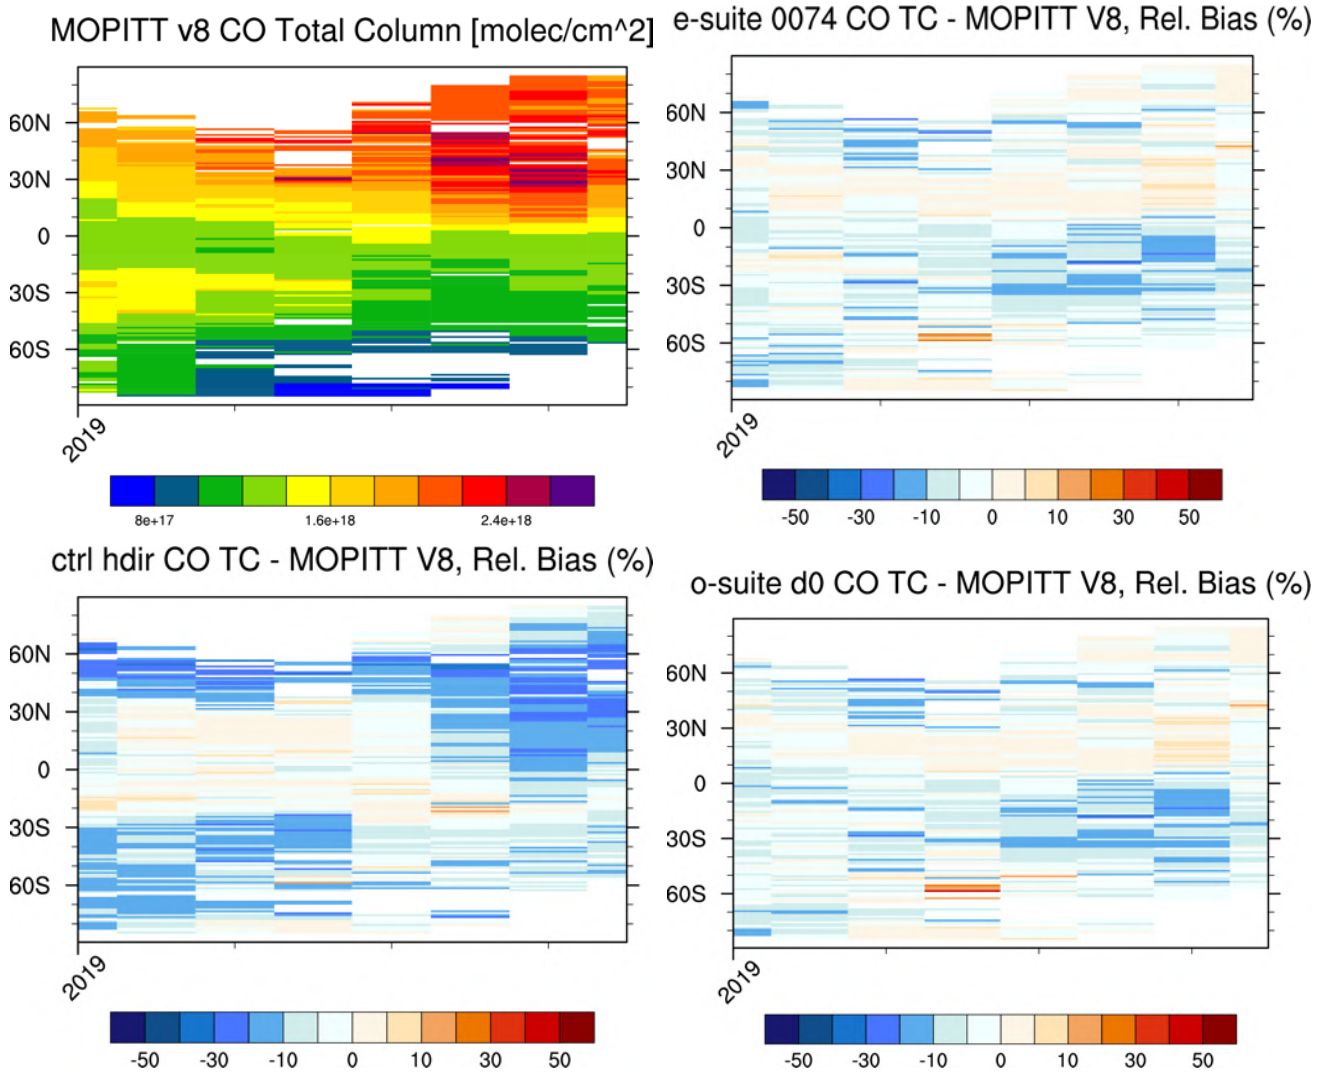 MOPITT v8 CO Total Column [molec/cm^2]
60N
30N
0
30S
60S
2019
8e+17 1.6e+18 2.4e+18
e-suite 0074 CO TC - MOPITT V8, Rel. Bias (%)
60N
30N
0
30S
60S
2019
-50 -30 -10 0 10 30 50
ctrl hdir CO TC - MOPITT V8, Rel. Bias (%)
60N
30N
0
30S
60S
2019
-50 -30 -10 0 10 30 50
o-suite d0 CO TC - MOPITT V8, Rel. Bias (%)
60N
30N
0
30S
60S
2019
-50 -30 -10 0 10 30 50